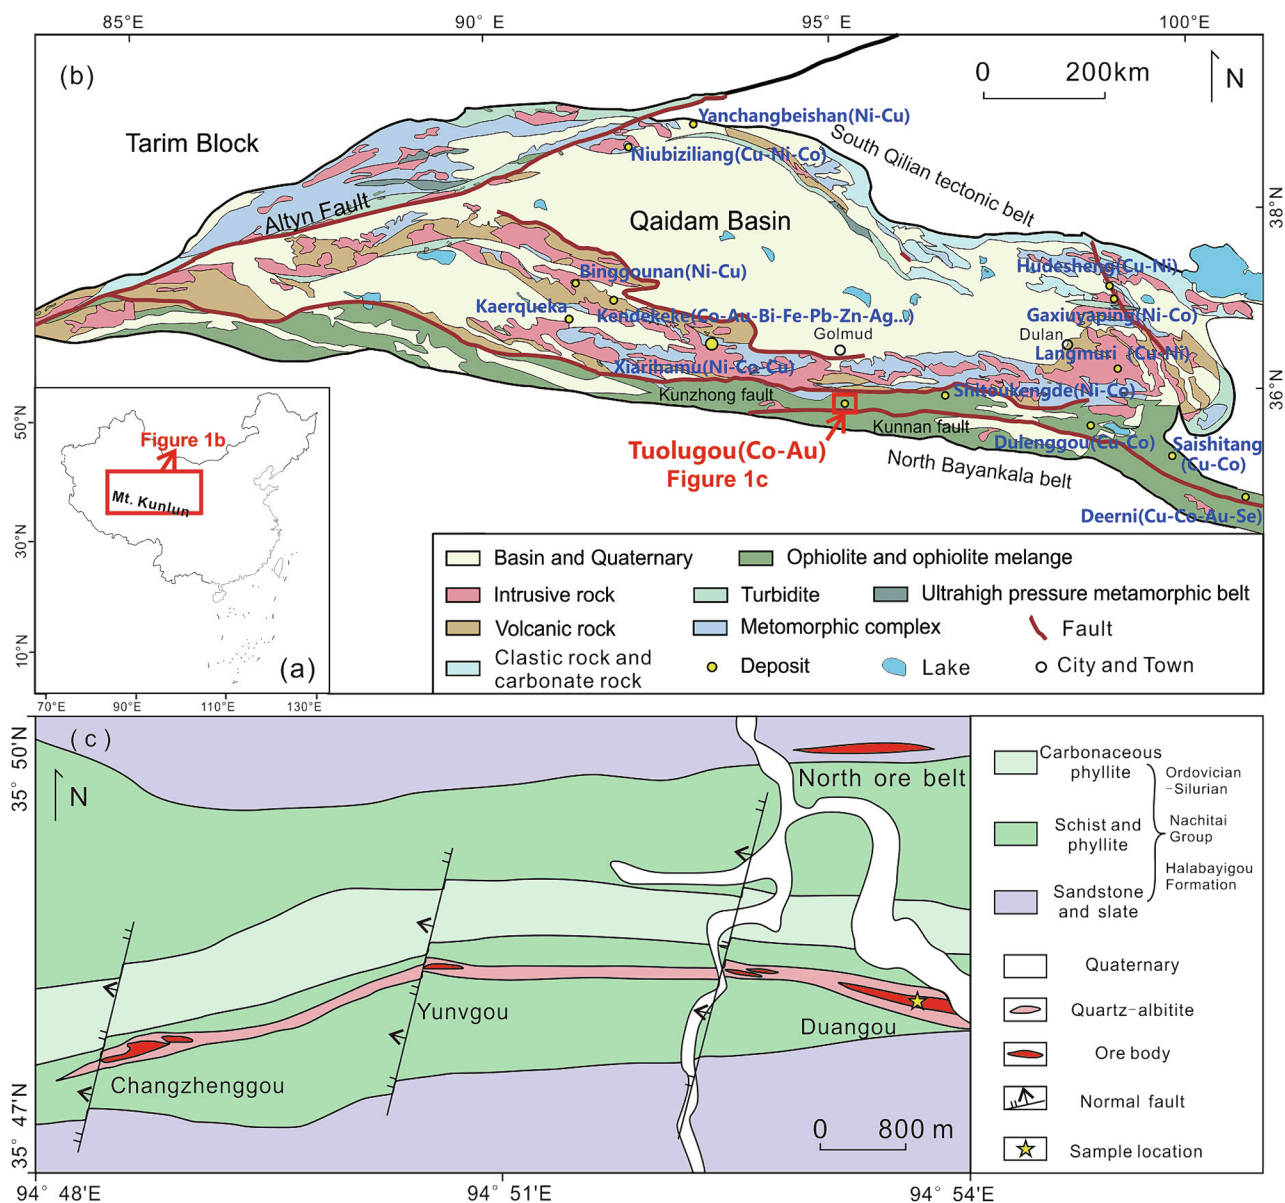 85° E
90° E
95° E
100° E
(b)
0 200km
N
Tarim Block
Yanchangbeishan(Ni-Cu)
Niubiziliang(Cu-Ni-Co)
South Qilian tectonic belt
Altyn Fault
Qaidam Basin
38° N
Binggounan(Ni-Cu)
Hudesheng(Cu-Ni)
Kaerqueka
Kendekeke(Co-Au-Bi-Fe-Pb-Zn-Ag...)
Gaxiuyaping(Ni-Co)
Golmud
Dulan
Langmuri (Cu-Ni)
Xiarihamu(Ni-Co-Cu)
36° N
Kunzhong fault
Shitoukengde(Ni-Co)
Kunnan fault
Tuolugou(Co-Au)
Figure 1c
Dulenggou(Cu-Co)
Saishitang
(Cu-Co)
North Bayankala belt
Deerni(Cu-Co-Au-Se)
50°N
30°N
10°N
Figure 1b
Mt. Kunlun
(a)
70°E
90°E
110°E
130°E
Basin and Quaternary
Ophiolite and ophiolite melange
Intrusive rock
Turbidite
Ultrahigh pressure metamorphic belt
Volcanic rock
Metomorphic complex
Fault
Clastic rock and
carbonate rock
Deposit
Lake
City and Town
(c)
35° 50'N
N
North ore belt
Yunvgou
Duangou
Changzhenggou
0 800 m
35° 47'N
94° 48'E
94° 51'E
94° 54'E
Carbonaceous
phyllite
Schist and
phyllite
Sandstone
and slate
Ordovician
-Silurian
Nachitai
Group
Halabayigou
Formation
Quaternary
Quartz-albitite
Ore body
Normal fault
Sample location